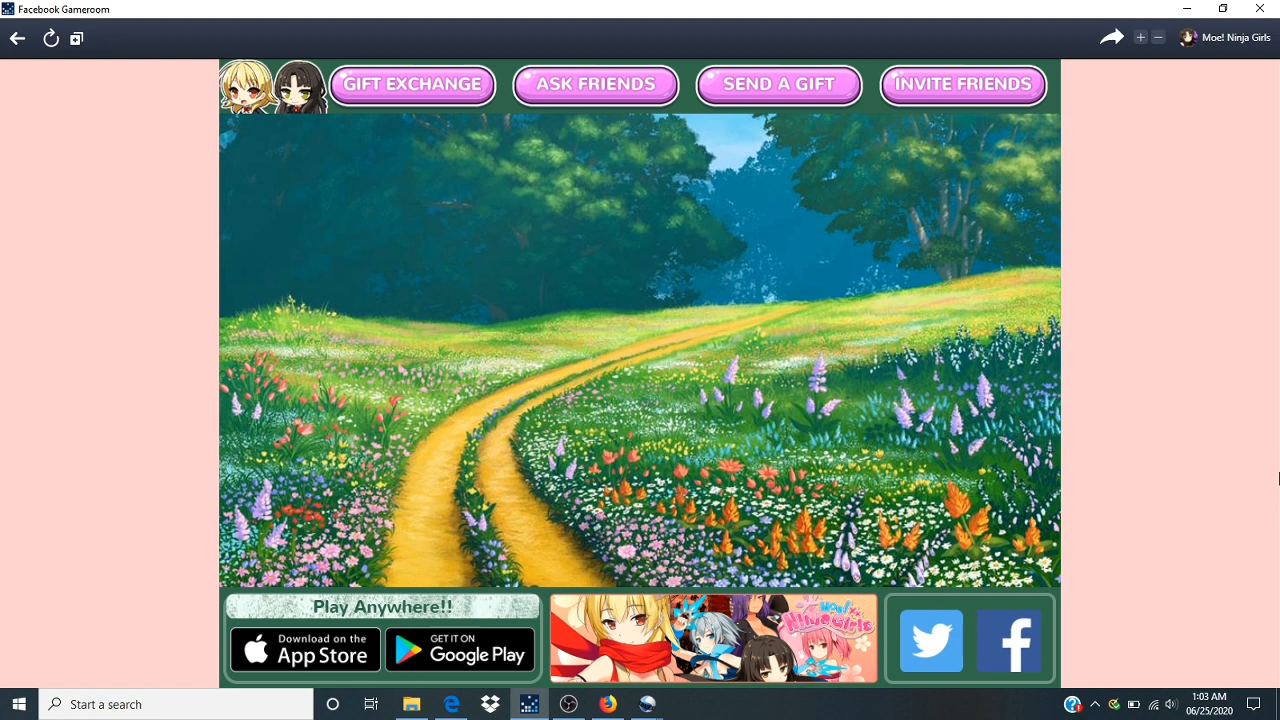 Facebook Gameroom
Moe! Ninja Girls
GIFT EXCHANGE
ASK FRIENDS
SEND A GIFT
INVITE FRIENDS
Play Anywhere!!
Download on the
App Store
GET IT ON
Google Play
Moe!
Ninja Girls
Start a search
1:03 AM
06/25/2020